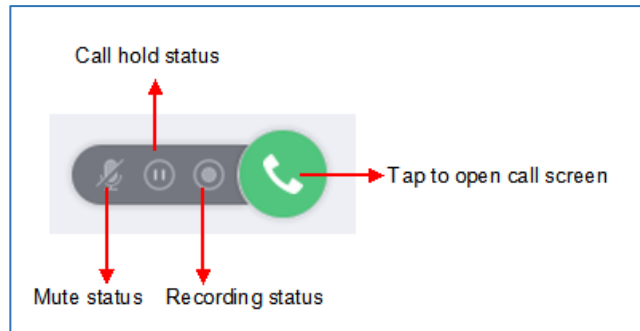 Call hold status
Tap to open call screen
Mute status
Recording status